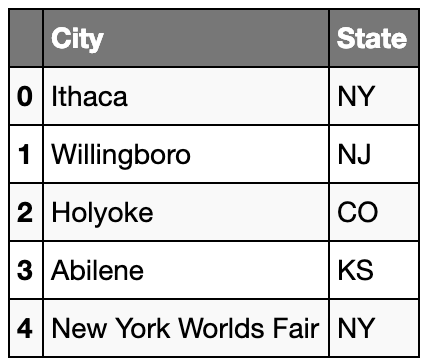 City State
0 Ithaca NY
1 Willingboro NJ
2 Holyoke CO
3 Abilene KS
4 New York Worlds Fair NY